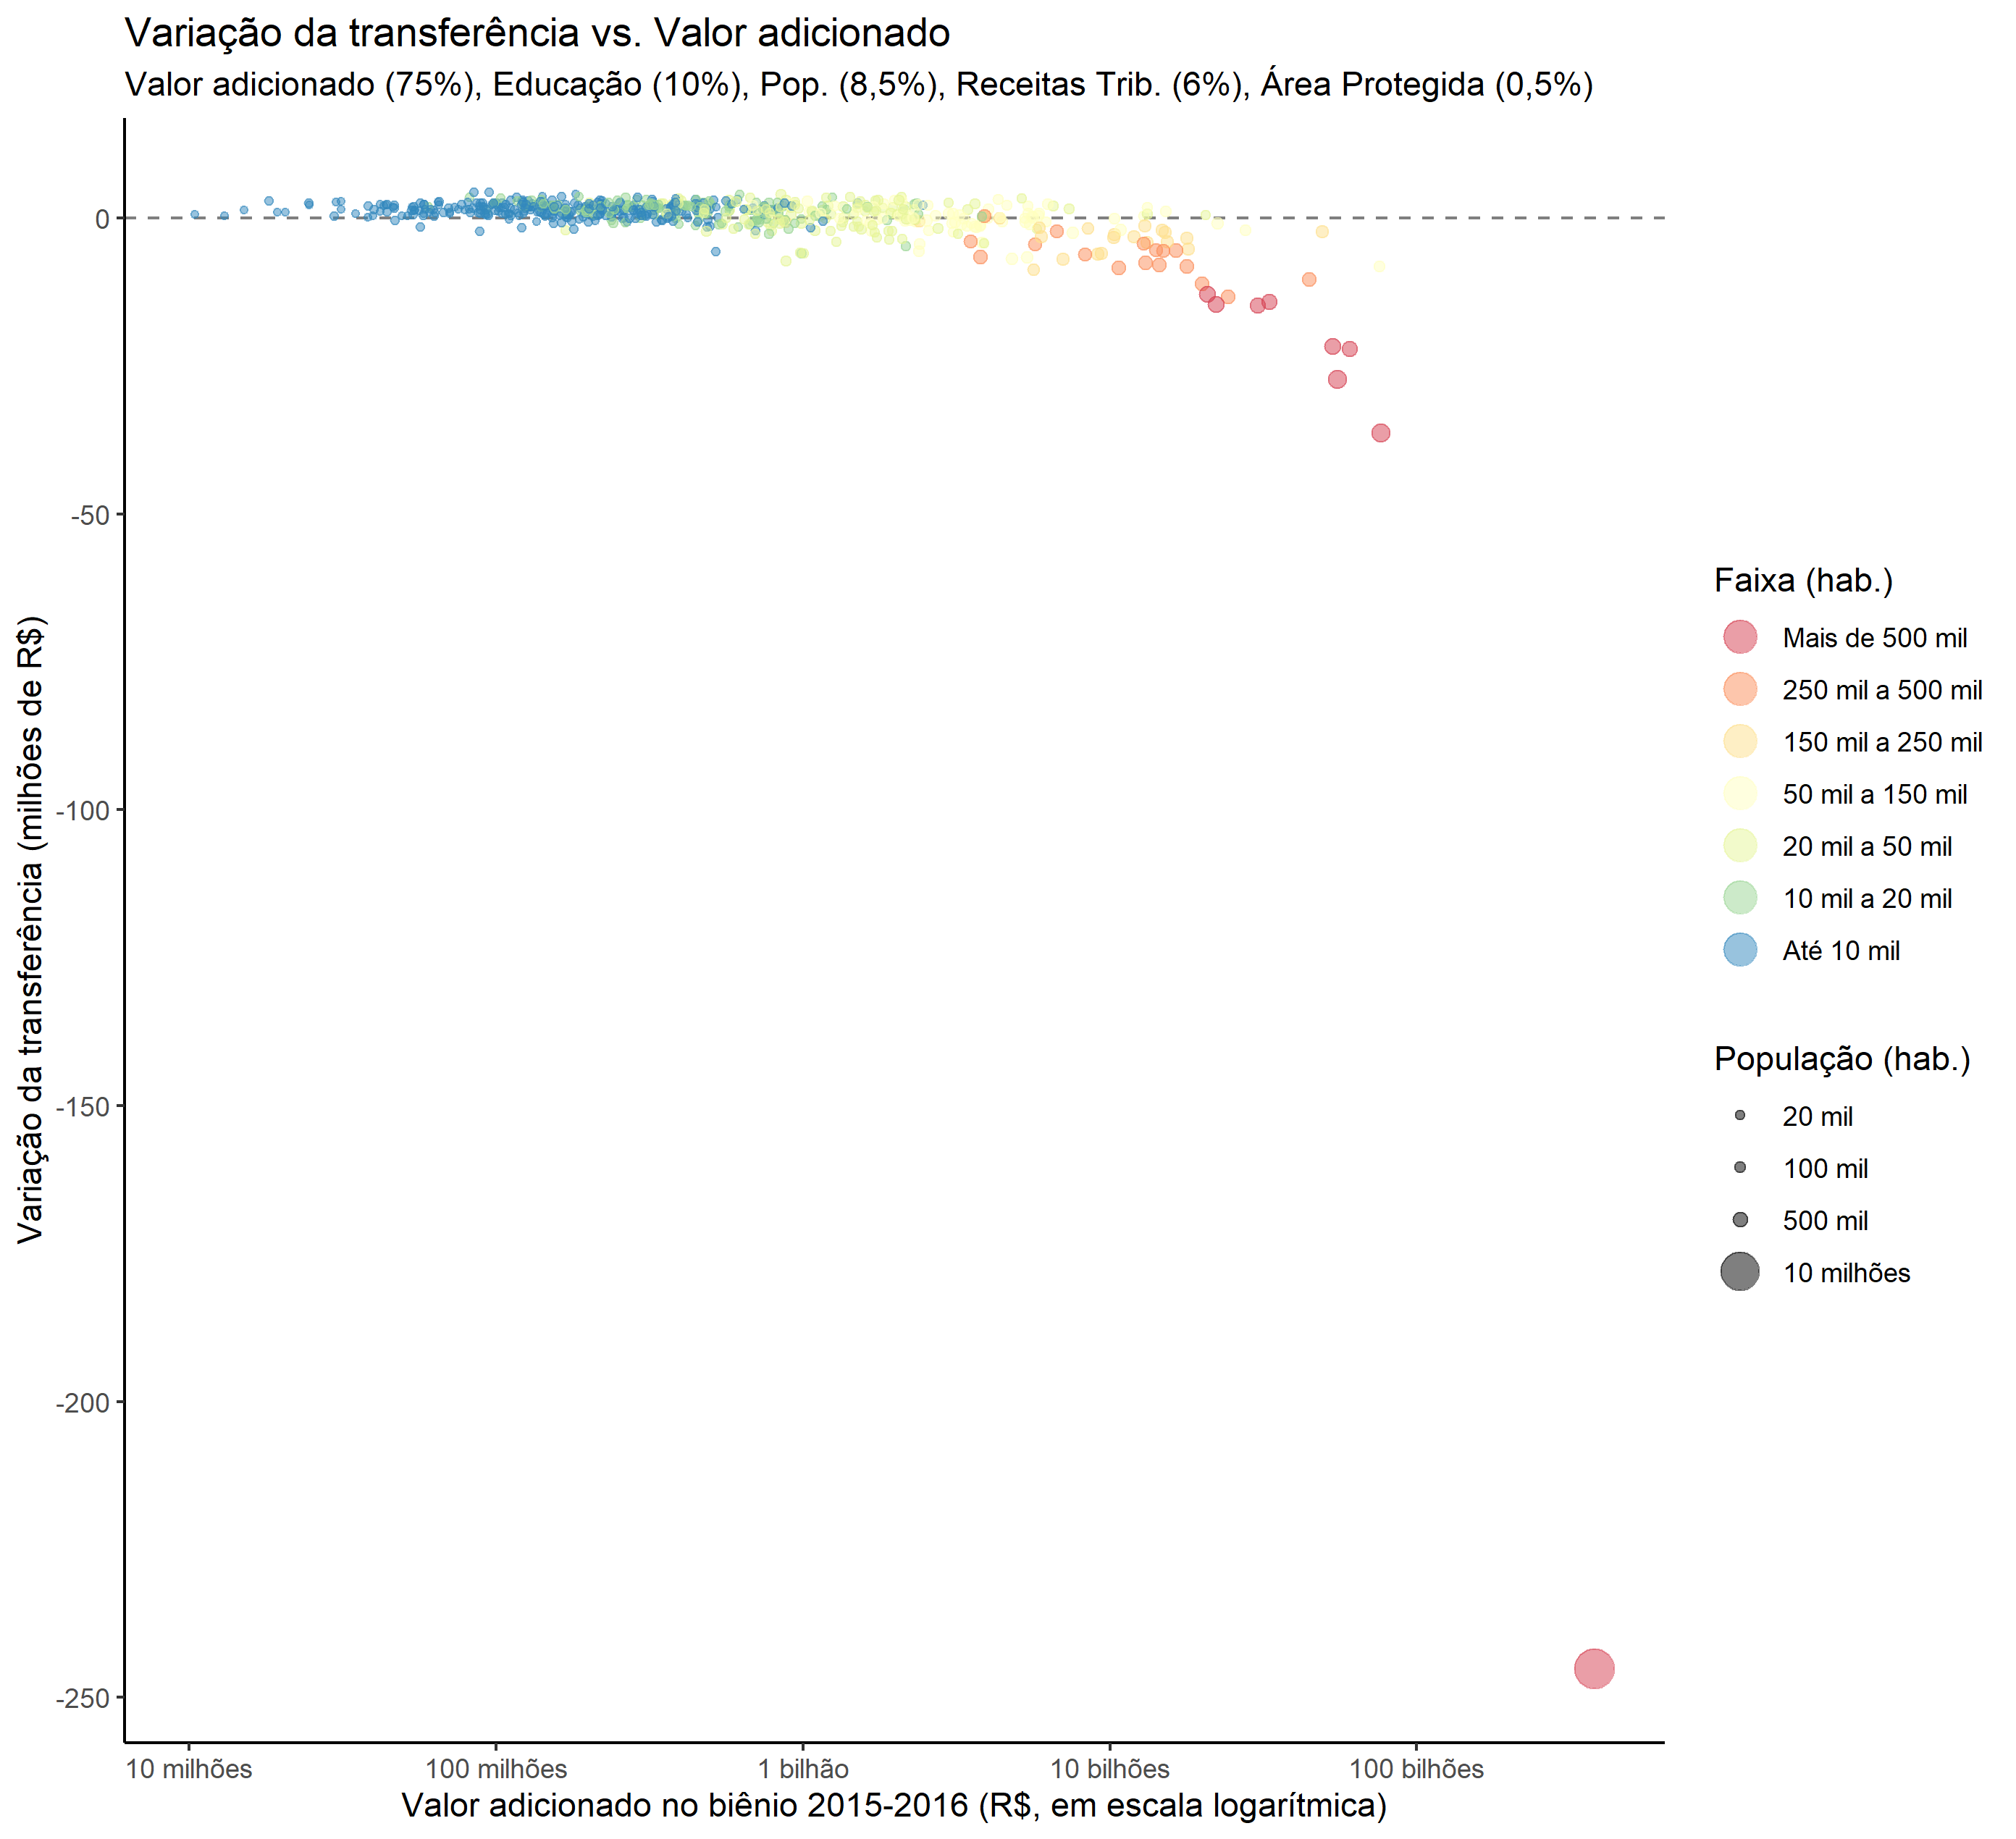 Variação da transferência vs. Valor adicionado
Valor adicionado (75%), Educação (10%), Pop. (8,5%), Receitas Trib. (6%), Área Protegida (0,5%)
Variação da transferência (milhões de R$)
0
-50
-100
-150
-200
-250
10 milhões
100 milhões
1 bilhão
10 bilhões
100 bilhões
Valor adicionado no biênio 2015-2016 (R$, em escala logarítmica)
Faixa (hab.)
Mais de 500 mil
250 mil a 500 mil
150 mil a 250 mil
50 mil a 150 mil
20 mil a 50 mil
10 mil a 20 mil
Até 10 mil
População (hab.)
20 mil
100 mil
500 mil
10 milhões